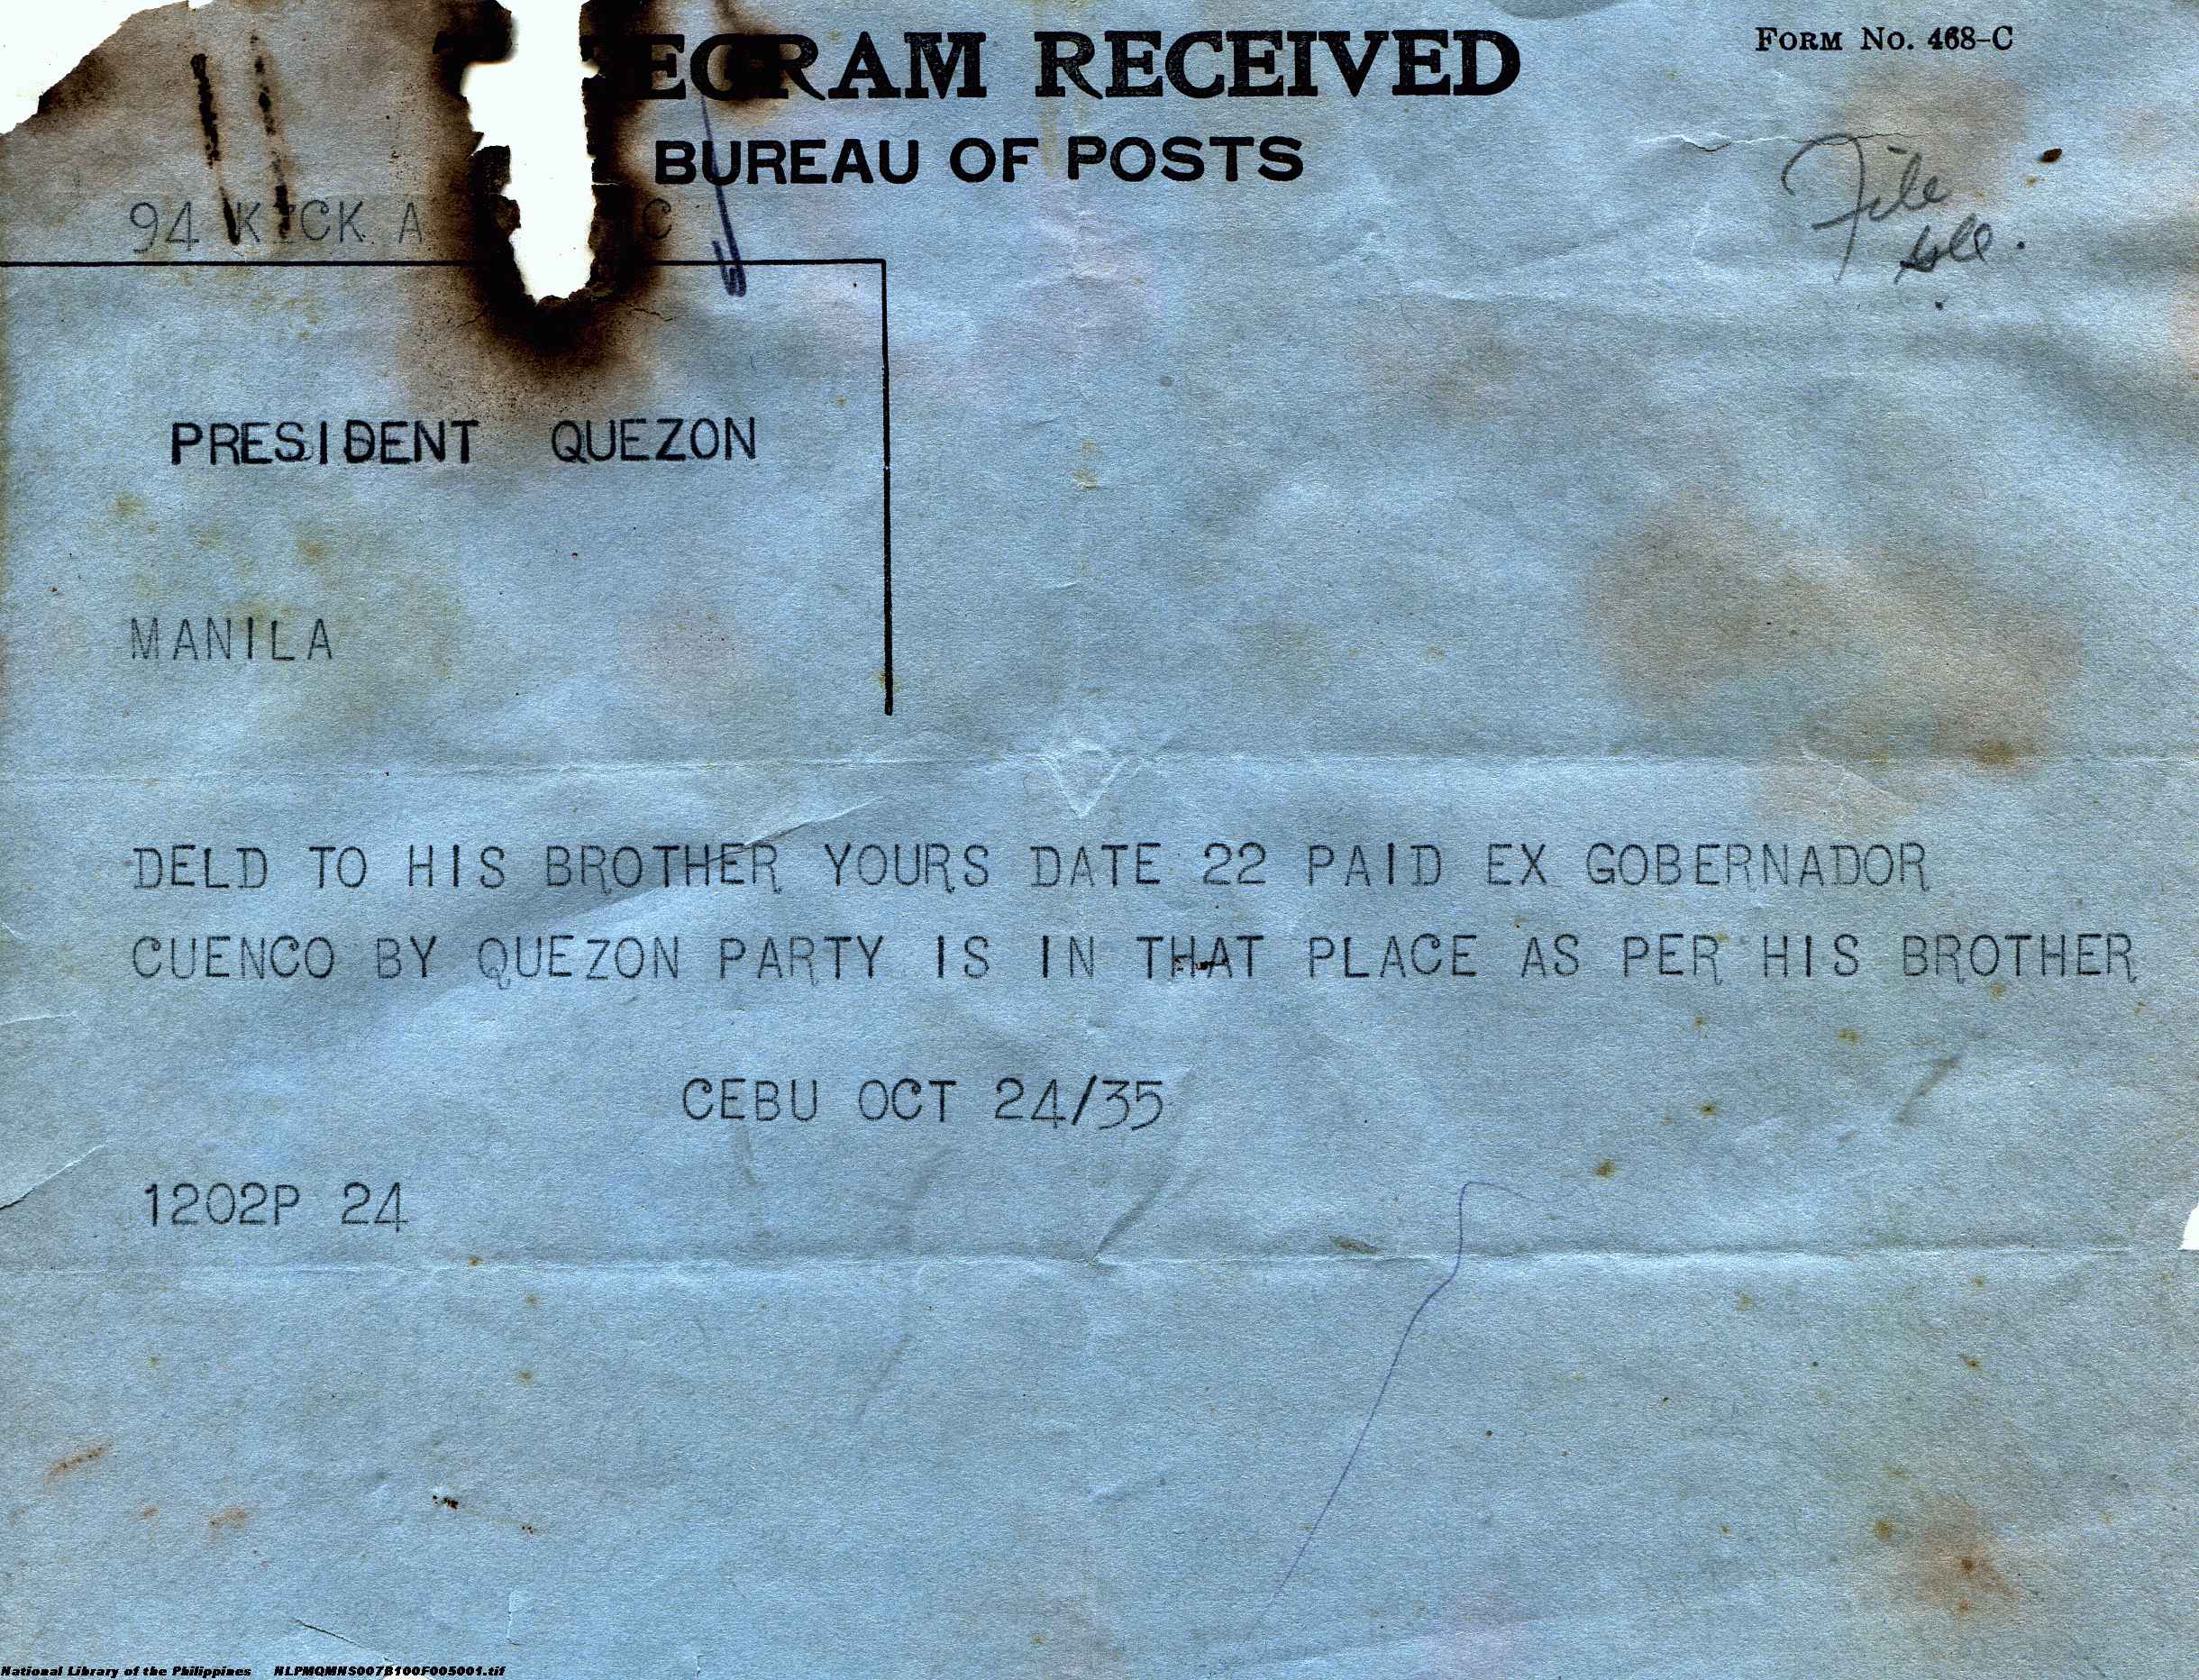 EGRAM RECEIVED
FORM NO. 468-C
BUREAU OF POSTS
File
94 KICK A C
PRESIDENT QUEZON
MANILA
DELD TO HIS BROTHER YOURS DATE 22 PAID EX GOBERNADOR
CUENCO BY QUEZON PARTY IS IN THAT PLACE AS PER HIS BROTHER
CEBU OCT 24/35
1202P 24
National Library of the Philippines NLPMQMNS007B100F005001.tif